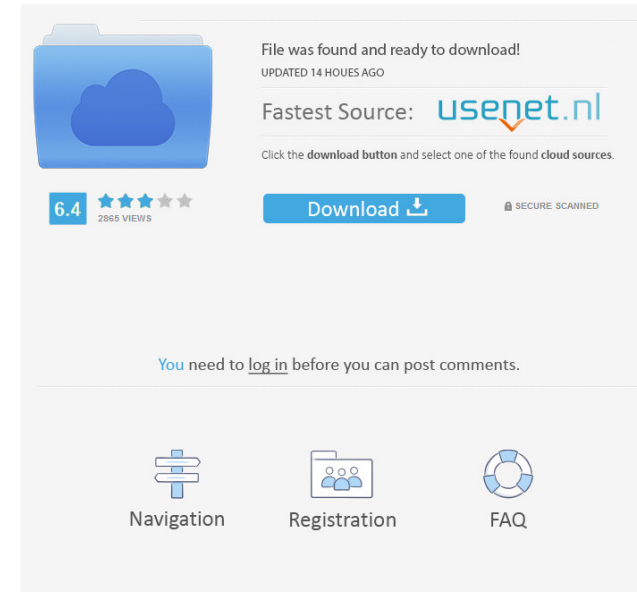 File was found and ready to download!
UPDATED 14 HOUES AGO
Fastest Source: usenet.nl
Click the download button and select one of the found cloud sources.
6.4
2865 VIEWS
Download
SECURE SCANNED
You need to log in before you can post comments.
Navigation
Registration
FAQ